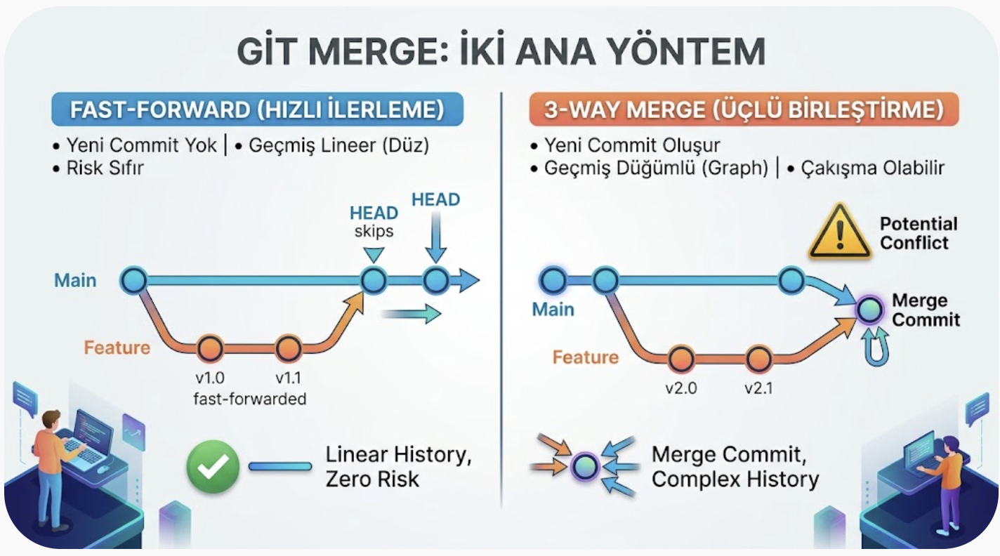 GİT MERGE: İKİ ANA YÖNTEM
FAST-FORWARD (HIZLI İLERLEME)
• Yeni Commit Yok | • Geçmiş Lineer (Düz)
• Risk Sıfır
HEAD
HEAD
skips
Main
Feature
v1.0
v1.1
fast-forwarded
Linear History,
Zero Risk
3-WAY MERGE (ÜÇLÜ BİRLEŞTİRME)
• Yeni Commit Oluşur
• Geçmiş Düğümlü (Graph) | • Çakışma Olabilir
Potential
Conflict
Main
Merge
Commit
Feature
v2.0
v2.1
Merge Commit,
Complex History